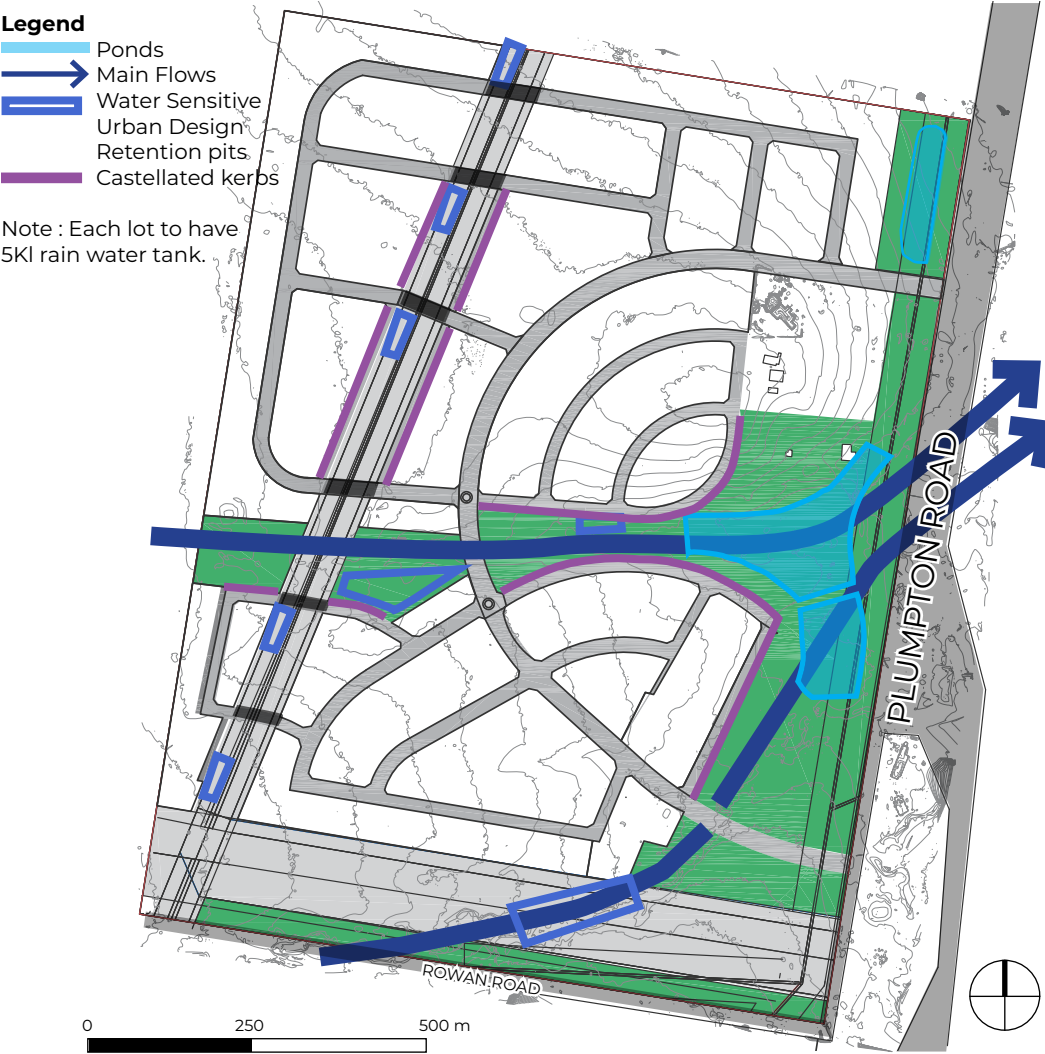 Legend
Ponds
Main Flows
Water Sensitive
Urban Design
Retention pits
Castellated kerbs
Note : Each lot to have
5Kl rain water tank.
PLUMPTON ROAD
ROWAN ROAD
0 250 500 m